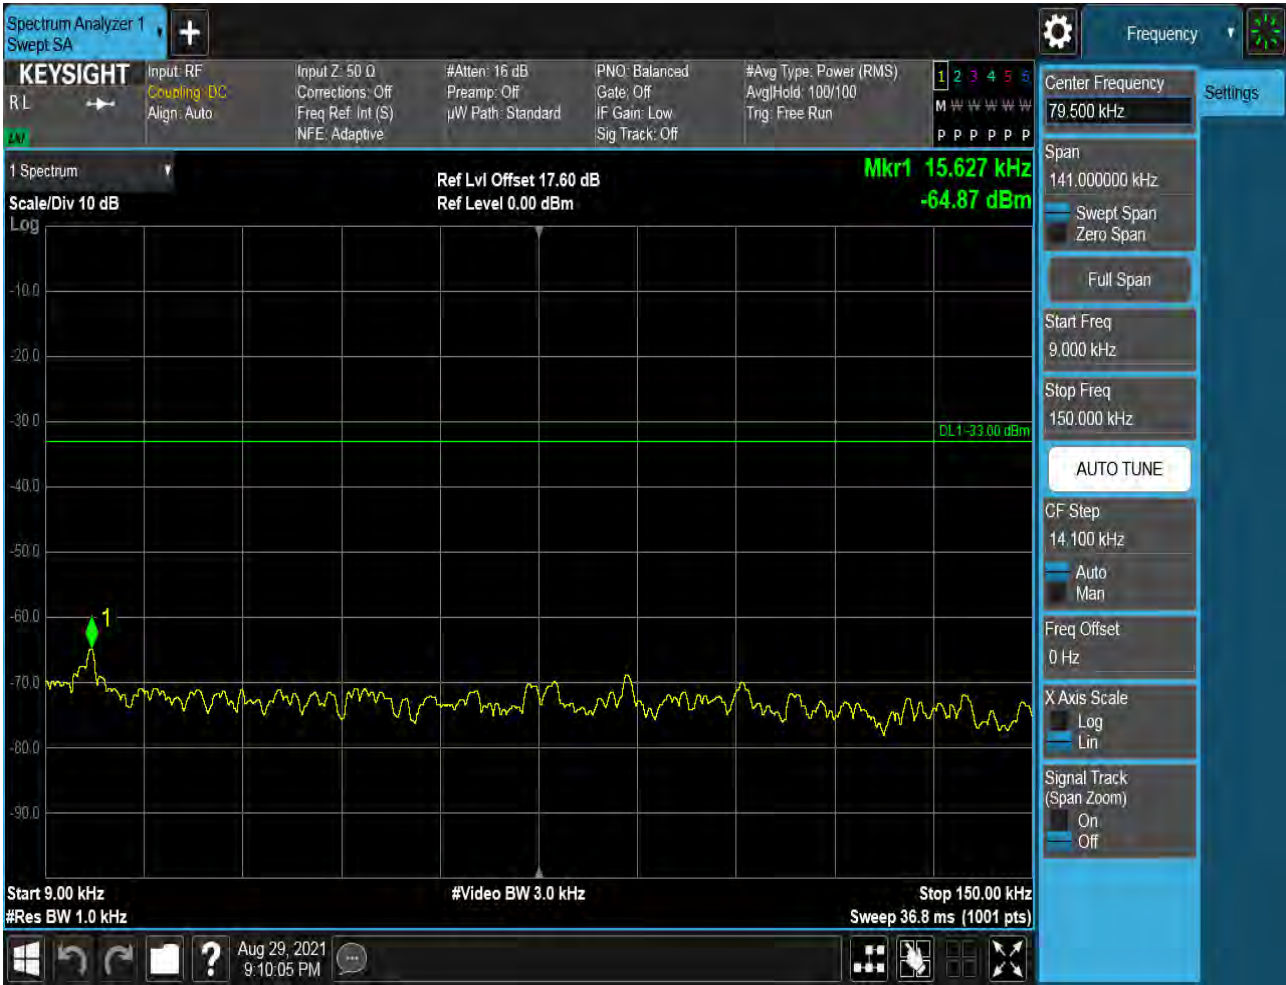 Spectrum Analyzer 1
Swept SA
Frequency
KEYSIGHT
R L
LXI
Input: RF
Coupling: DC
Align: Auto
Input Z: 50 Ω
Corrections: Off
Freq Ref: Int (S)
NFE: Adaptive
#Atten: 16 dB
Preamp: Off
µW Path: Standard
PNO: Balanced
Gate: Off
IF Gain: Low
Sig Track: Off
#Avg Type: Power (RMS)
Avg|Hold: 100/100
Trig: Free Run
1 2 3 4 5 6
M W W W W W
P P P P P P
1 Spectrum
Scale/Div 10 dB
Log
Ref Lvl Offset 17.60 dB
Ref Level 0.00 dBm
Mkr1 15.627 kHz
-64.87 dBm
-10.0
-20.0
-30.0
DL1 -33.00 dBm
-40.0
-50.0
-60.0
1
-70.0
-80.0
-90.0
Start 9.00 kHz
#Res BW 1.0 kHz
#Video BW 3.0 kHz
Stop 150.00 kHz
Sweep 36.8 ms (1001 pts)
Aug 29, 2021
9:10:05 PM
Center Frequency
79.500 kHz
Settings
Span
141.000000 kHz
Swept Span
Zero Span
Full Span
Start Freq
9.000 kHz
Stop Freq
150.000 kHz
AUTO TUNE
CF Step
14.100 kHz
Auto
Man
Freq Offset
0 Hz
X Axis Scale
Log
Lin
Signal Track
(Span Zoom)
On
Off